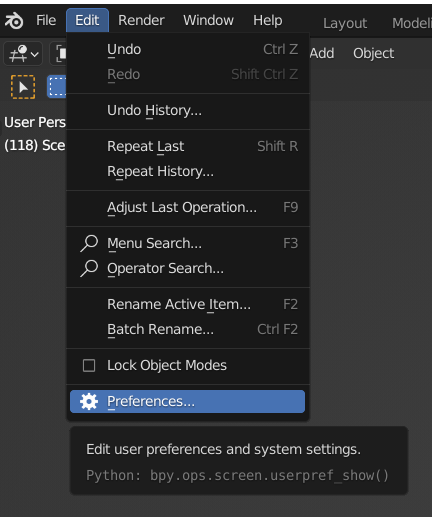 File Edit Render Window Help Layout Modeli
Add Object
User Pers
(118) Sce
Undo Ctrl Z
Redo Shift Ctrl Z
Undo History...
Repeat Last Shift R
Repeat History...
Adjust Last Operation... F9
Menu Search... F3
Operator Search...
Rename Active Item... F2
Batch Rename... Ctrl F2
Lock Object Modes
Preferences...
Edit user preferences and system settings.
Python: bpy.ops.screen.userpref_show()